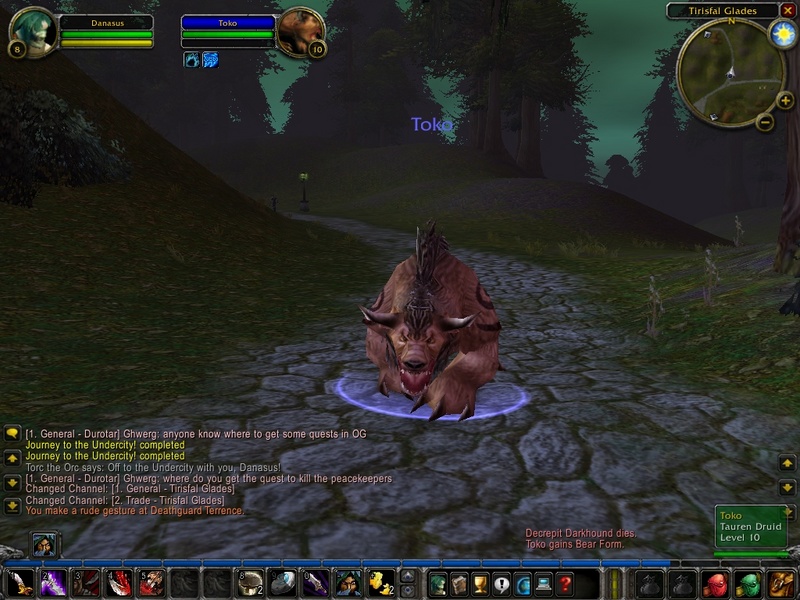 Danasus
8
Toko
10
Tirisfal Glades
N
Toko
[1. General - Durotar] Ghwerg: anyone know where to get some quests in OG
Journey to the Undercity! completed
Journey to the Undercity! completed
Torc the Orc says: Off to the Undercity with you, Danasus!
[1. General - Durotar] Ghwerg: where do you get the quest to kill the peacekeepers
Changed Channel: [1. General - Tirisfal Glades]
Changed Channel: [2. Trade - Tirisfal Glades]
You make a rude gesture at Deathguard Terrence.
Decrepit Darkhound dies.
Toko gains Bear Form.
Toko
Tauren Druid
Level 10